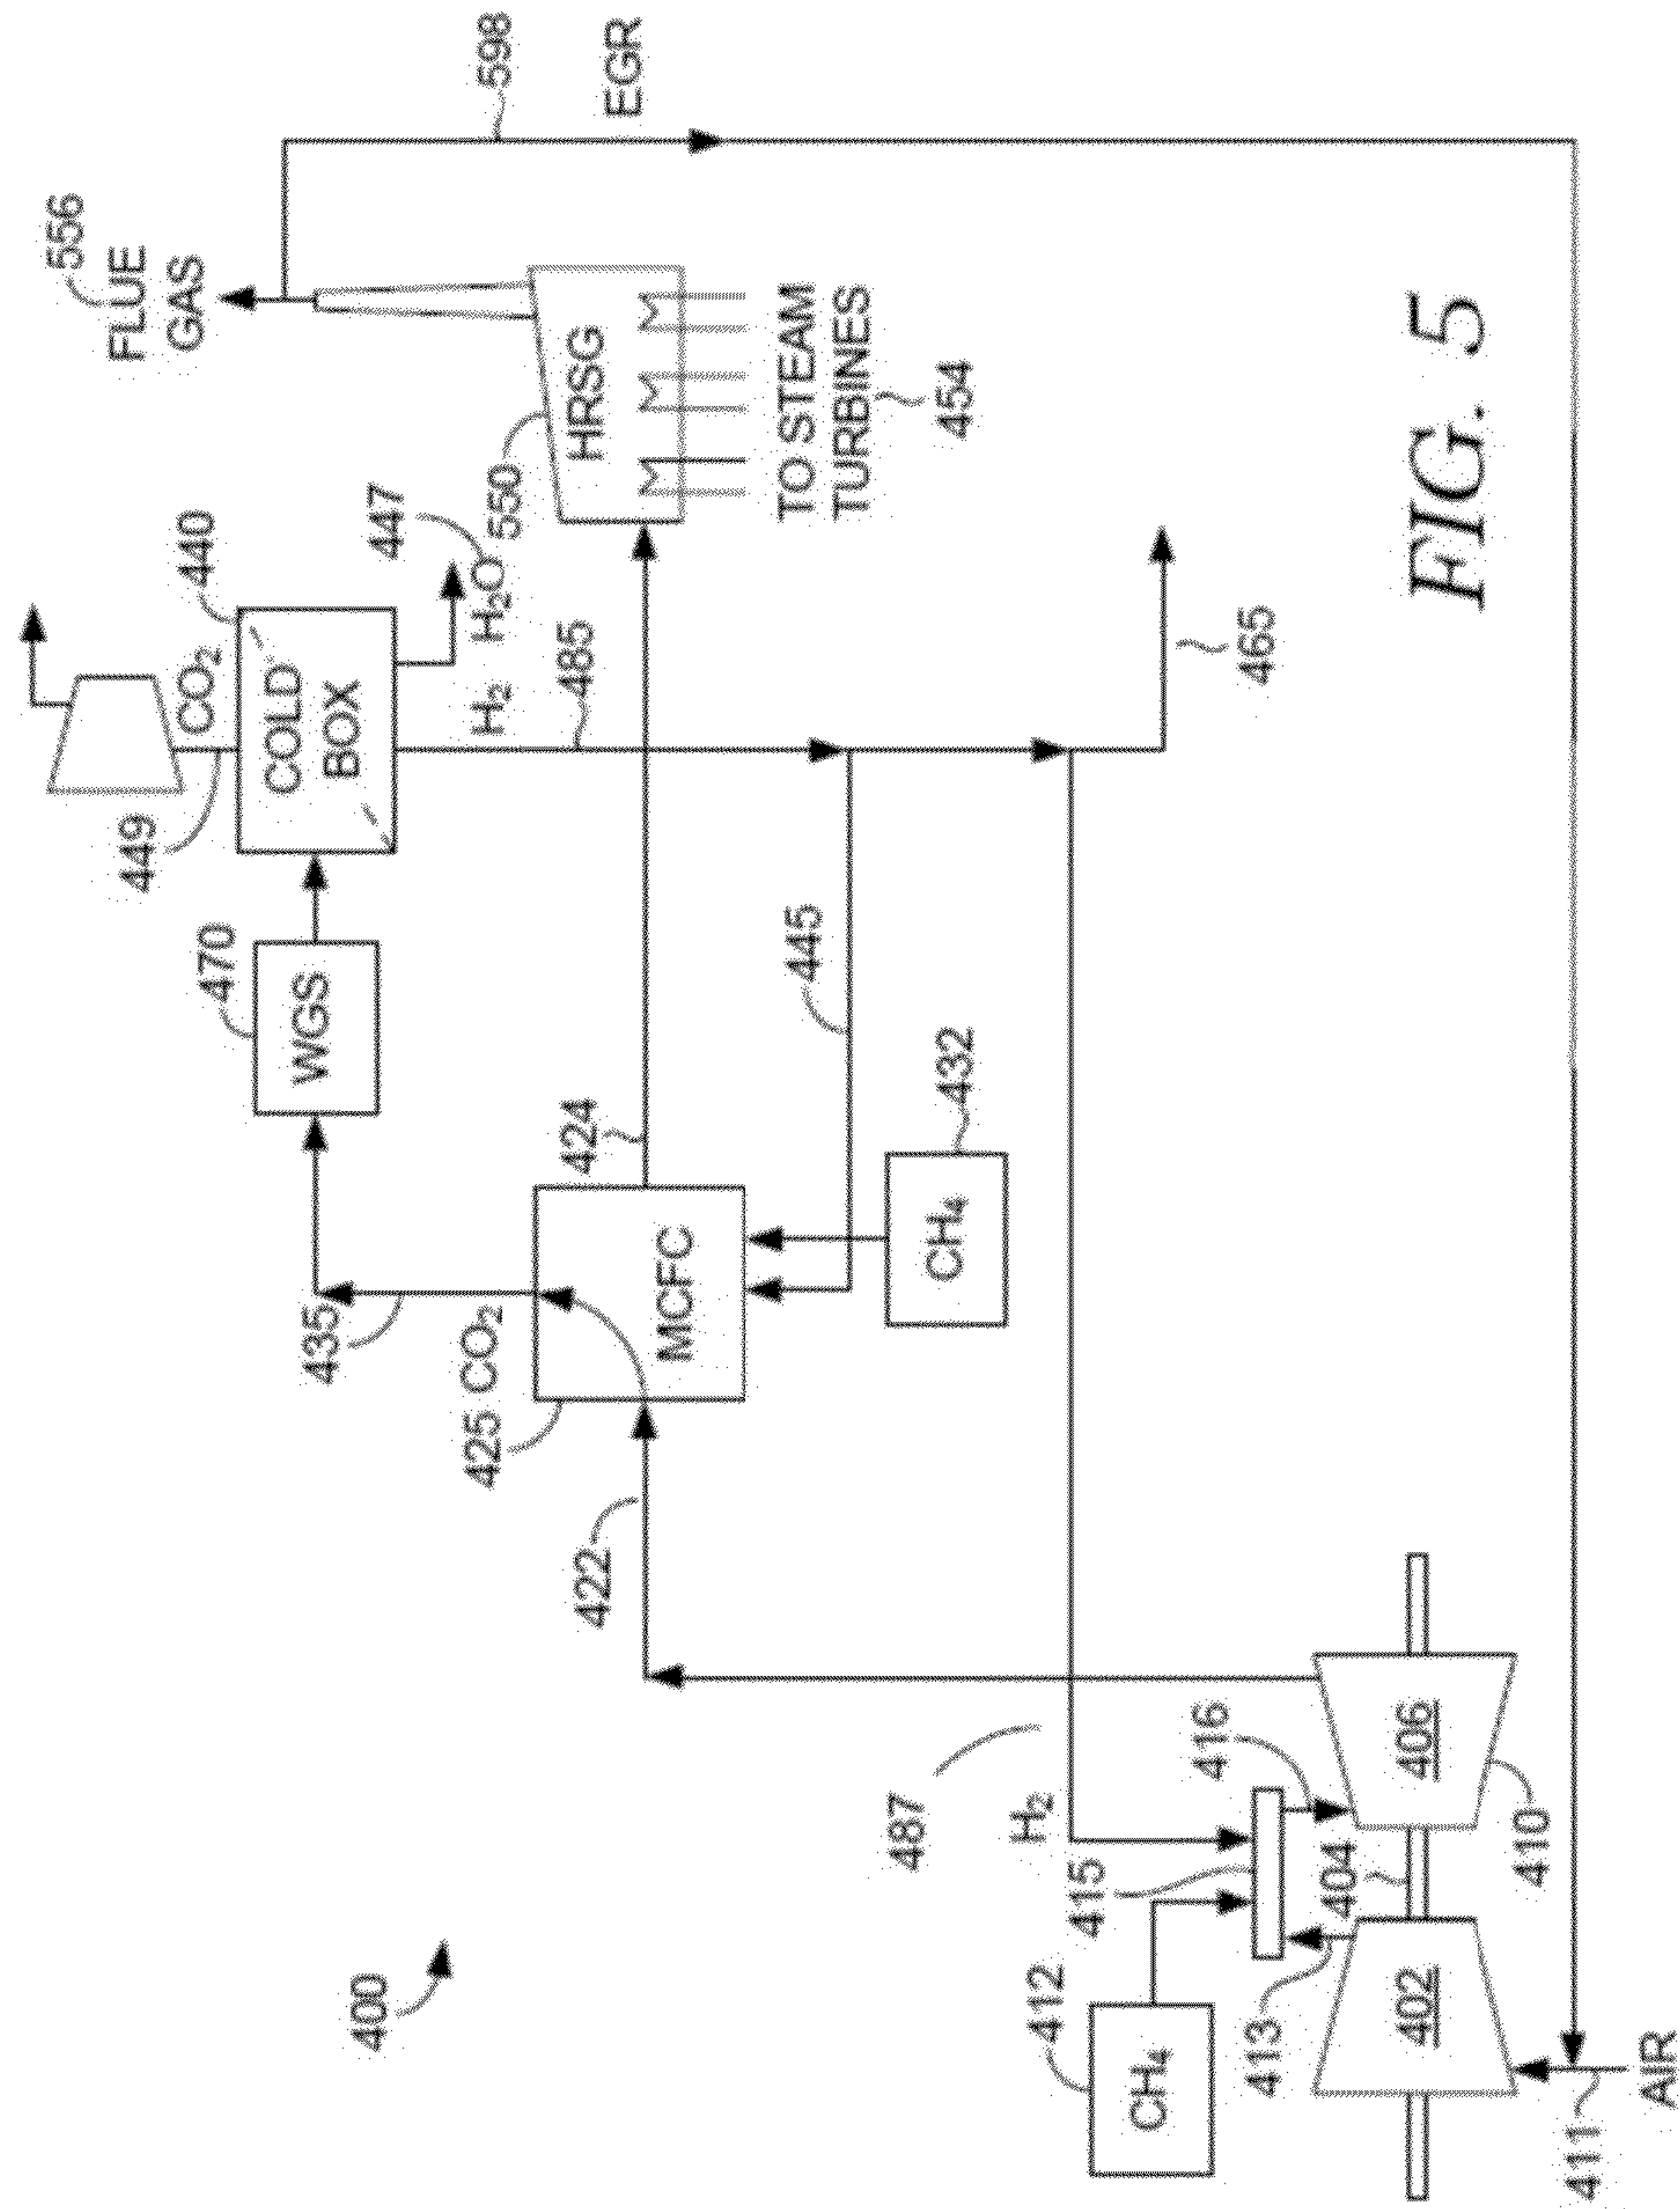 400
556
FLUE
GAS
449
CO₂
440
470
WGS
COLD
BOX
447
H₂ H₂O
435
425 CO₂
424
485
550
HRSG
598
EGR
422
MCFC
445
TO STEAM
TURBINES
454
432
CH₄
465
487
H₂
412
CH₄
415
416
413
404
402
406
410
411
AIR
FIG. 5